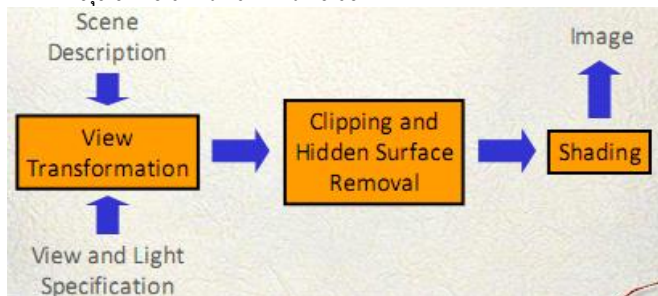 Scene
Description
Image
View
Transformation
Clipping and
Hidden Surface
Removal
Shading
View and Light
Specification